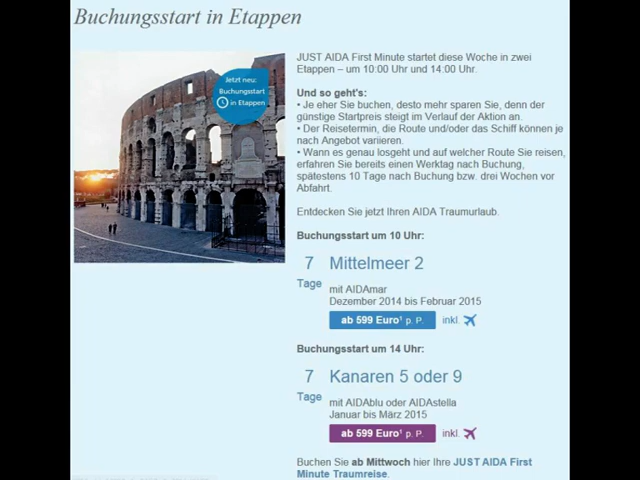 Buchungsstart in Etappen
Jetzt neu:
Buchungsstart
in Etappen
JUST AIDA First Minute startet diese Woche in zwei
Etappen – um 10:00 Uhr und 14:00 Uhr.
Und so geht's:
• Je eher Sie buchen, desto mehr sparen Sie, denn der
günstige Startpreis steigt im Verlauf der Aktion an.
• Der Reisetermin, die Route und/oder das Schiff können je
nach Angebot variieren.
• Wann es genau losgeht und auf welcher Route Sie reisen,
erfahren Sie bereits einen Werktag nach Buchung,
spätestens 10 Tage nach Buchung bzw. drei Wochen vor
Abfahrt.
Entdecken Sie jetzt Ihren AIDA Traumurlaub.
Buchungsstart um 10 Uhr:
7 Mittelmeer 2
Tage
mit AIDAmar
Dezember 2014 bis Februar 2015
ab 599 Euro¹ p. P. inkl.
Buchungsstart um 14 Uhr:
7 Kanaren 5 oder 9
Tage
mit AIDAblu oder AIDAstella
Januar bis März 2015
ab 599 Euro¹ p. P. inkl.
Buchen Sie ab Mittwoch hier Ihre JUST AIDA First
Minute Traumreise.